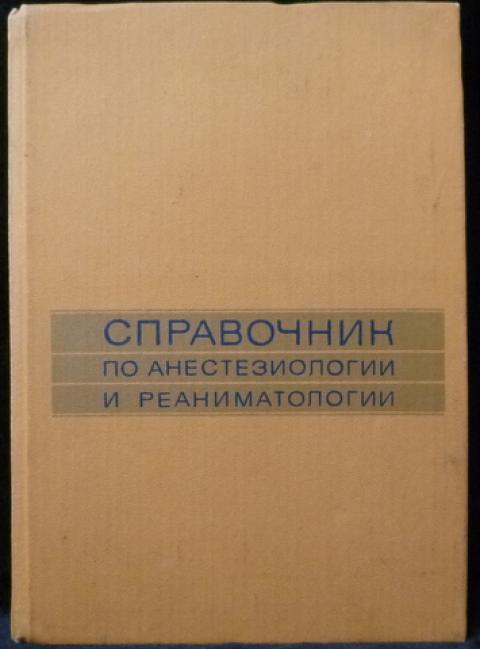 СПРАВОЧНИК
ПО АНЕСТЕЗИОЛОГИИ
И РЕАНИМАТОЛОГИИ